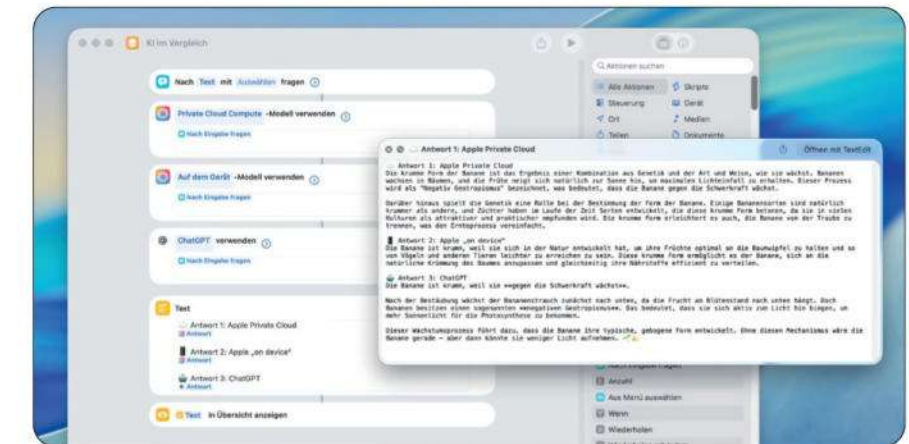 KI im Vergleich
Nach Text mit Auswählen fragen
Private Cloud Compute -Modell verwenden
Nach Eingabe fragen
Auf dem Gerät -Modell verwenden
Nach Eingabe fragen
ChatGPT verwenden
Nach Eingabe fragen
Text
Antwort 1: Apple Private Cloud
Antwort
Antwort 2: Apple „on device“
Antwort
Antwort 3: ChatGPT
Antwort
Text in Übersicht anzeigen
Aktionen suchen
Alle Aktionen Skripte
Steuerung Gerät
Ort Medien
Teilen Dokumente
Antwort 1: Apple Private Cloud
Öffnen mit TextEdit
Antwort 1: Apple Private Cloud
Die krumme Form der Banane ist das Ergebnis einer Kombination aus Genetik und der Art und Weise, wie sie wächst. Bananen
wachsen in Bäumen, und die Frühe neigt sich natürlich zur Sonne hin, um maximalen Lichteinfall zu erhalten. Dieser Prozess
wird als "Negativ Geotropismus" bezeichnet, was bedeutet, dass die Banane gegen die Schwerkraft wächst.
Darüber hinaus spielt die Genetik eine Rolle bei der Bestimmung der Form der Banane. Einige Bananensorten sind natürlich
krummer als andere, und Züchter haben im Laufe der Zeit Sorten entwickelt, die diese krumme Form betonen, da sie in vielen
Kulturen als attraktiver und praktischer empfunden wird. Die krumme Form erleichtert es auch, die Banane von der Traube zu
trennen, was den Ernteprozess vereinfacht.
Antwort 2: Apple „on device“
Die Banane ist krumm, weil sie sich in der Natur entwickelt hat, um ihre Früchte optimal an die Baumwipfel zu halten und so
von Vögeln und anderen Tieren leichter zu erreichen zu sein. Diese krumme Form ermöglicht es der Banane, sich an die
natürliche Krümmung des Baumes anzupassen und gleichzeitig ihre Nährstoffe effizient zu verteilen.
Antwort 3: ChatGPT
Die Banane ist krumm, weil sie **gegen die Schwerkraft wächst**.
Nach der Bestäubung wächst der Bananenstrauch zunächst nach unten, da die Frucht am Blütenstand nach unten hängt. Doch
Bananen besitzen einen sogenannten **negativen Geotropismus**. Das bedeutet, dass sie sich aktiv zum Licht hin biegen, um
mehr Sonnenlicht für die Photosynthese zu bekommen.
Dieser Wachstumsprozess führt dazu, dass die Banane ihre typische, gebogene Form entwickelt. Ohne diesen Mechanismus wäre die
Banane gerade – aber dann könnte sie weniger Licht aufnehmen.
Nach Eingabe fragen
Anzahl
Aus Menü auswählen
Wenn
Wiederholen